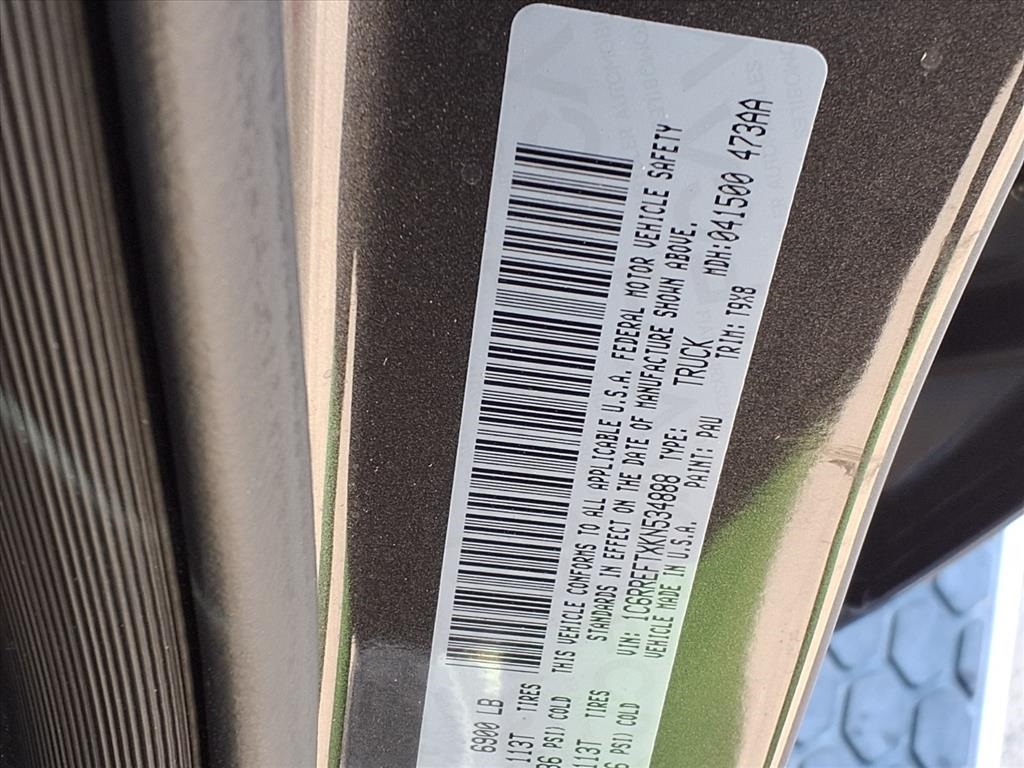 6900 LB
113T TIRES
36 PSI) COLD
THIS VEHICLE CONFORMS TO ALL APPLICABLE U.S.A. FEDERAL MOTOR VEHICLE SAFETY
113T TIRES
STANDARDS IN EFFECT ON THE DATE OF MANUFACTURE SHOWN ABOVE.
6 PSI) COLD
VIN: 1C6RREFTXKN534888 TYPE: TRUCK
VEHICLE MADE IN U.S.A. PAINT: PAU TRIM: T9X8 MDH:041500 473AA